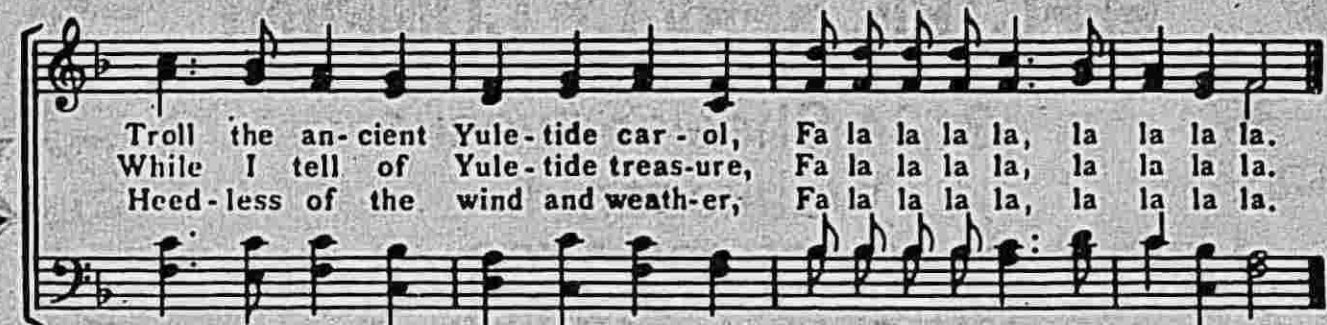 Troll the an-cient Yule-tide car-ol, Fa la la la la, la la la la.
While I tell of Yule-tide treas-ure, Fa la la la la, la la la la.
Heed-less of the wind and weath-er, Fa la la la la, la la la la.